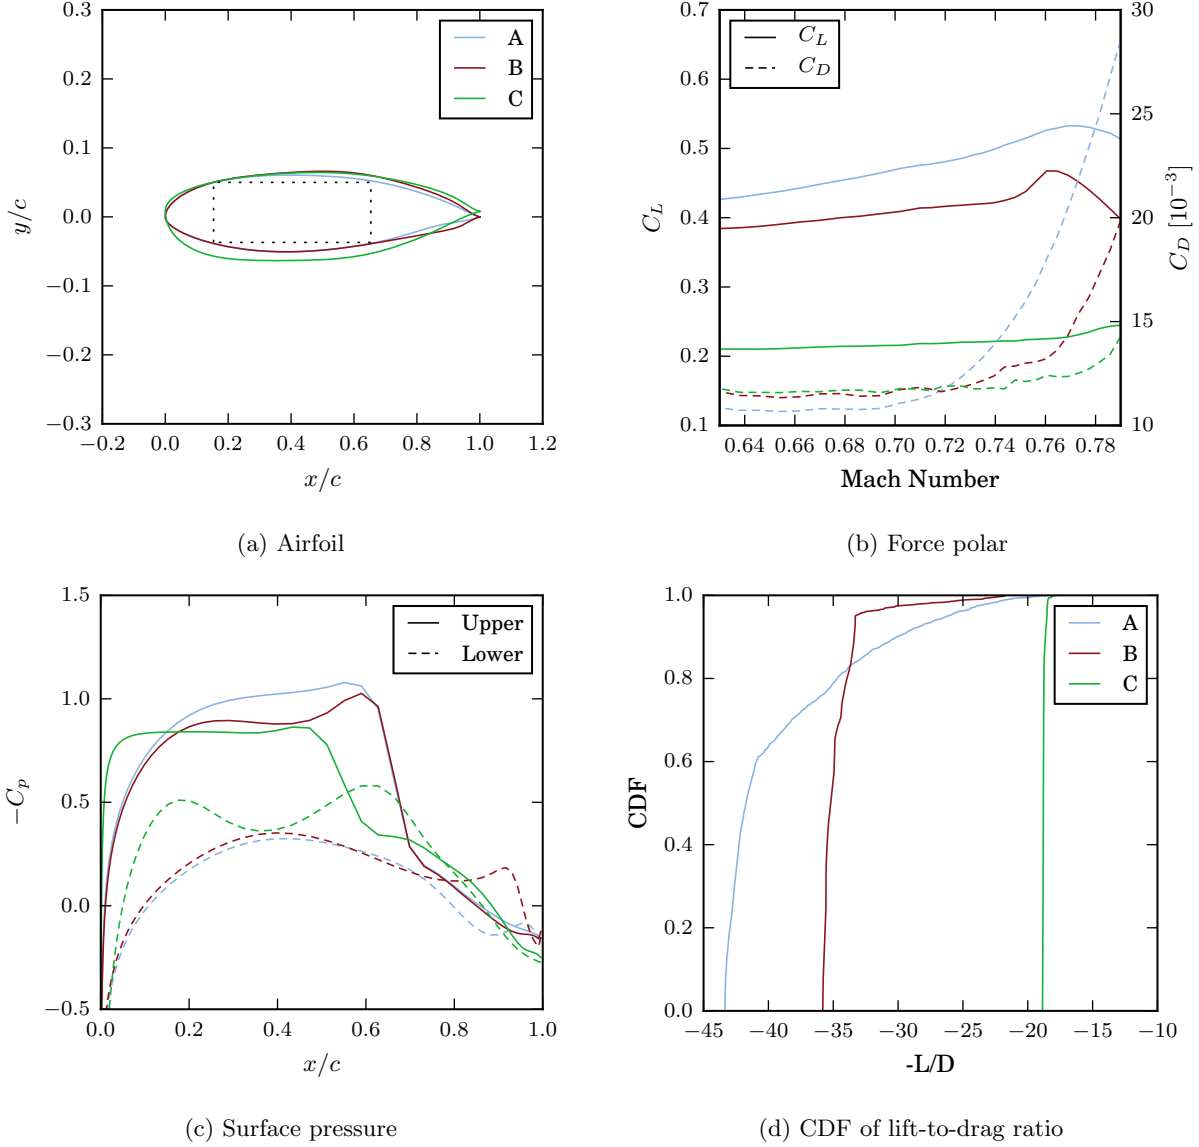 0.3
0.2
0.1
0.0
−0.1
−0.2
−0.3
y/c
A
B
C
−0.2 0.0 0.2 0.4 0.6 0.8 1.0 1.2
x/c
(a) Airfoil
0.7
0.6
0.5
0.4
0.3
0.2
0.1
C_L
C_L
C_D
30
25
20
15
10
C_D [10^{−3}]
0.64 0.66 0.68 0.70 0.72 0.74 0.76 0.78
Mach Number
(b) Force polar
1.5
1.0
0.5
0.0
−0.5
−C_p
Upper
Lower
0.0 0.2 0.4 0.6 0.8 1.0
x/c
(c) Surface pressure
1.0
0.8
0.6
0.4
0.2
0.0
CDF
A
B
C
−45 −40 −35 −30 −25 −20 −15 −10
-L/D
(d) CDF of lift-to-drag ratio